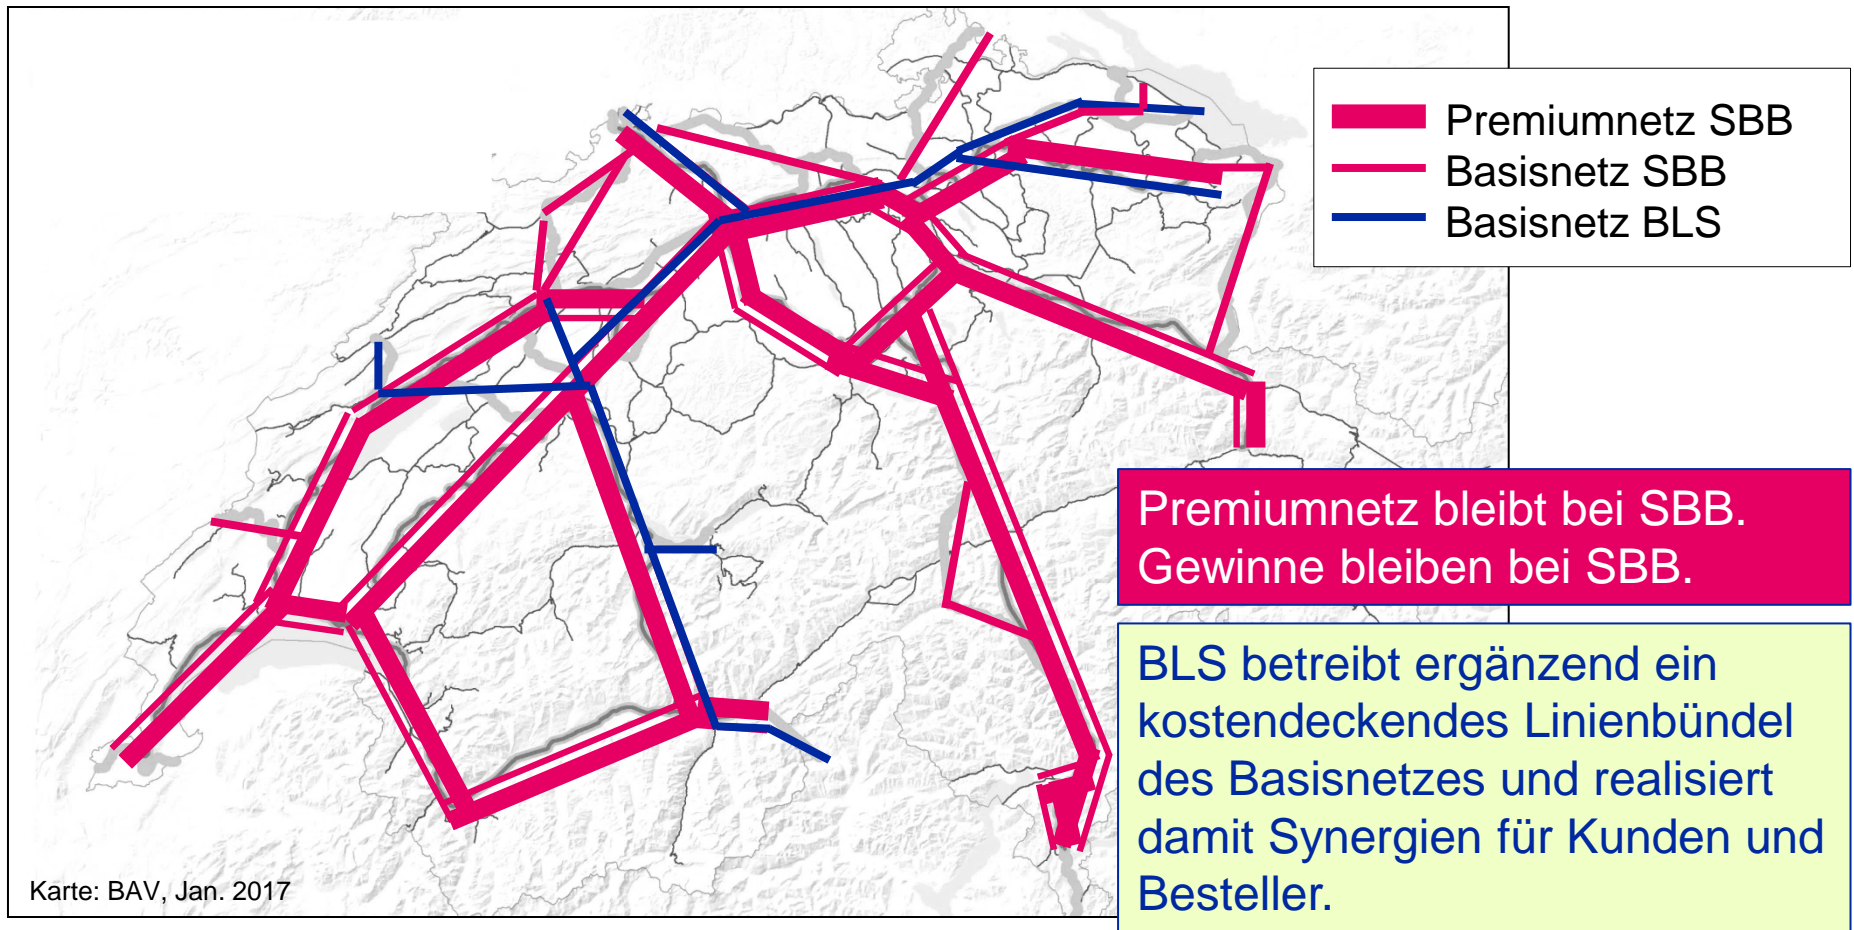 Premiumnetz SBB
Basisnetz SBB
Basisnetz BLS
Premiumnetz bleibt bei SBB.
Gewinne bleiben bei SBB.
BLS betreibt ergänzend ein
kostendeckendes Linienbündel
des Basisnetzes und realisiert
damit Synergien für Kunden und
Besteller.
Karte: BAV, Jan. 2017